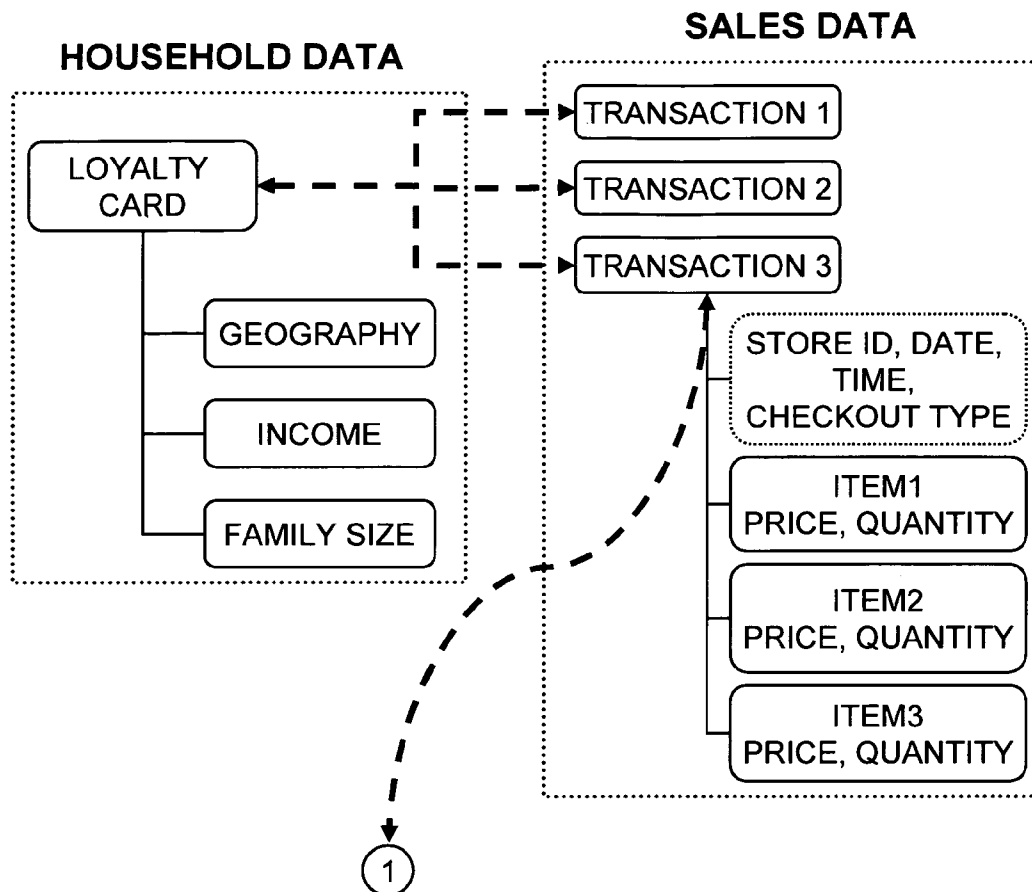 HOUSEHOLD DATA
LOYALTY
CARD
GEOGRAPHY
INCOME
FAMILY SIZE
SALES DATA
TRANSACTION 1
TRANSACTION 2
TRANSACTION 3
STORE ID, DATE,
TIME,
CHECKOUT TYPE
ITEM1
PRICE, QUANTITY
ITEM2
PRICE, QUANTITY
ITEM3
PRICE, QUANTITY
1